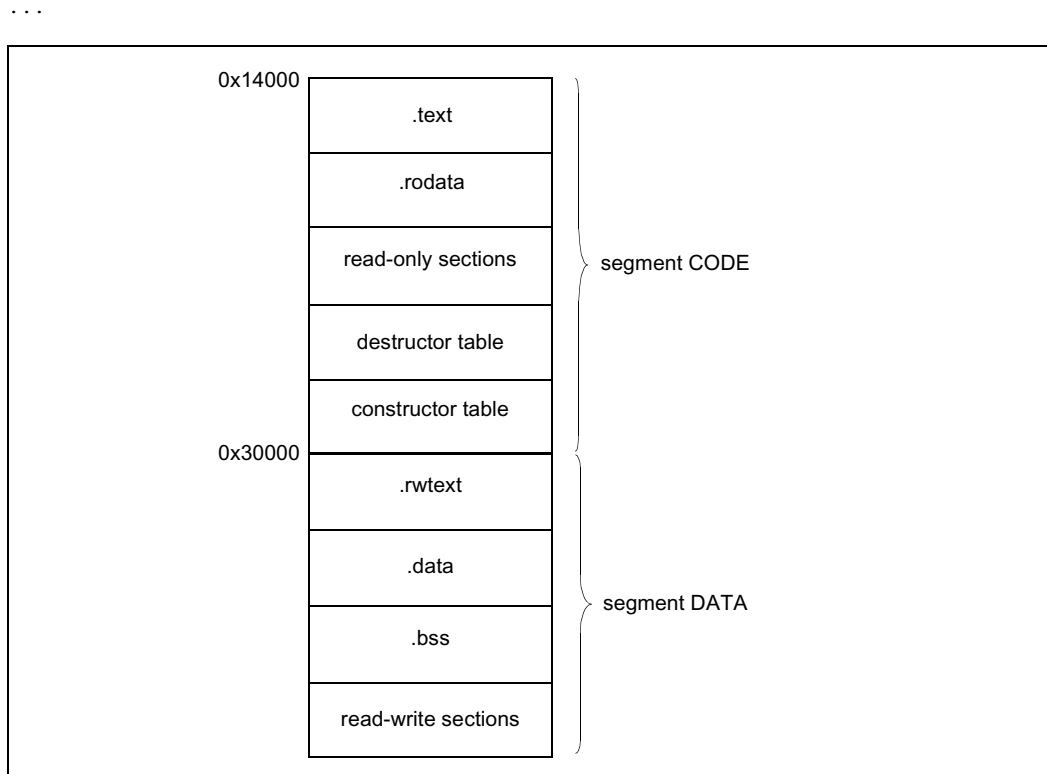 . . .
0x14000
.text
.rodata
read-only sections
segment CODE
destructor table
constructor table
0x30000
.rwtext
.data
segment DATA
.bss
read-write sections